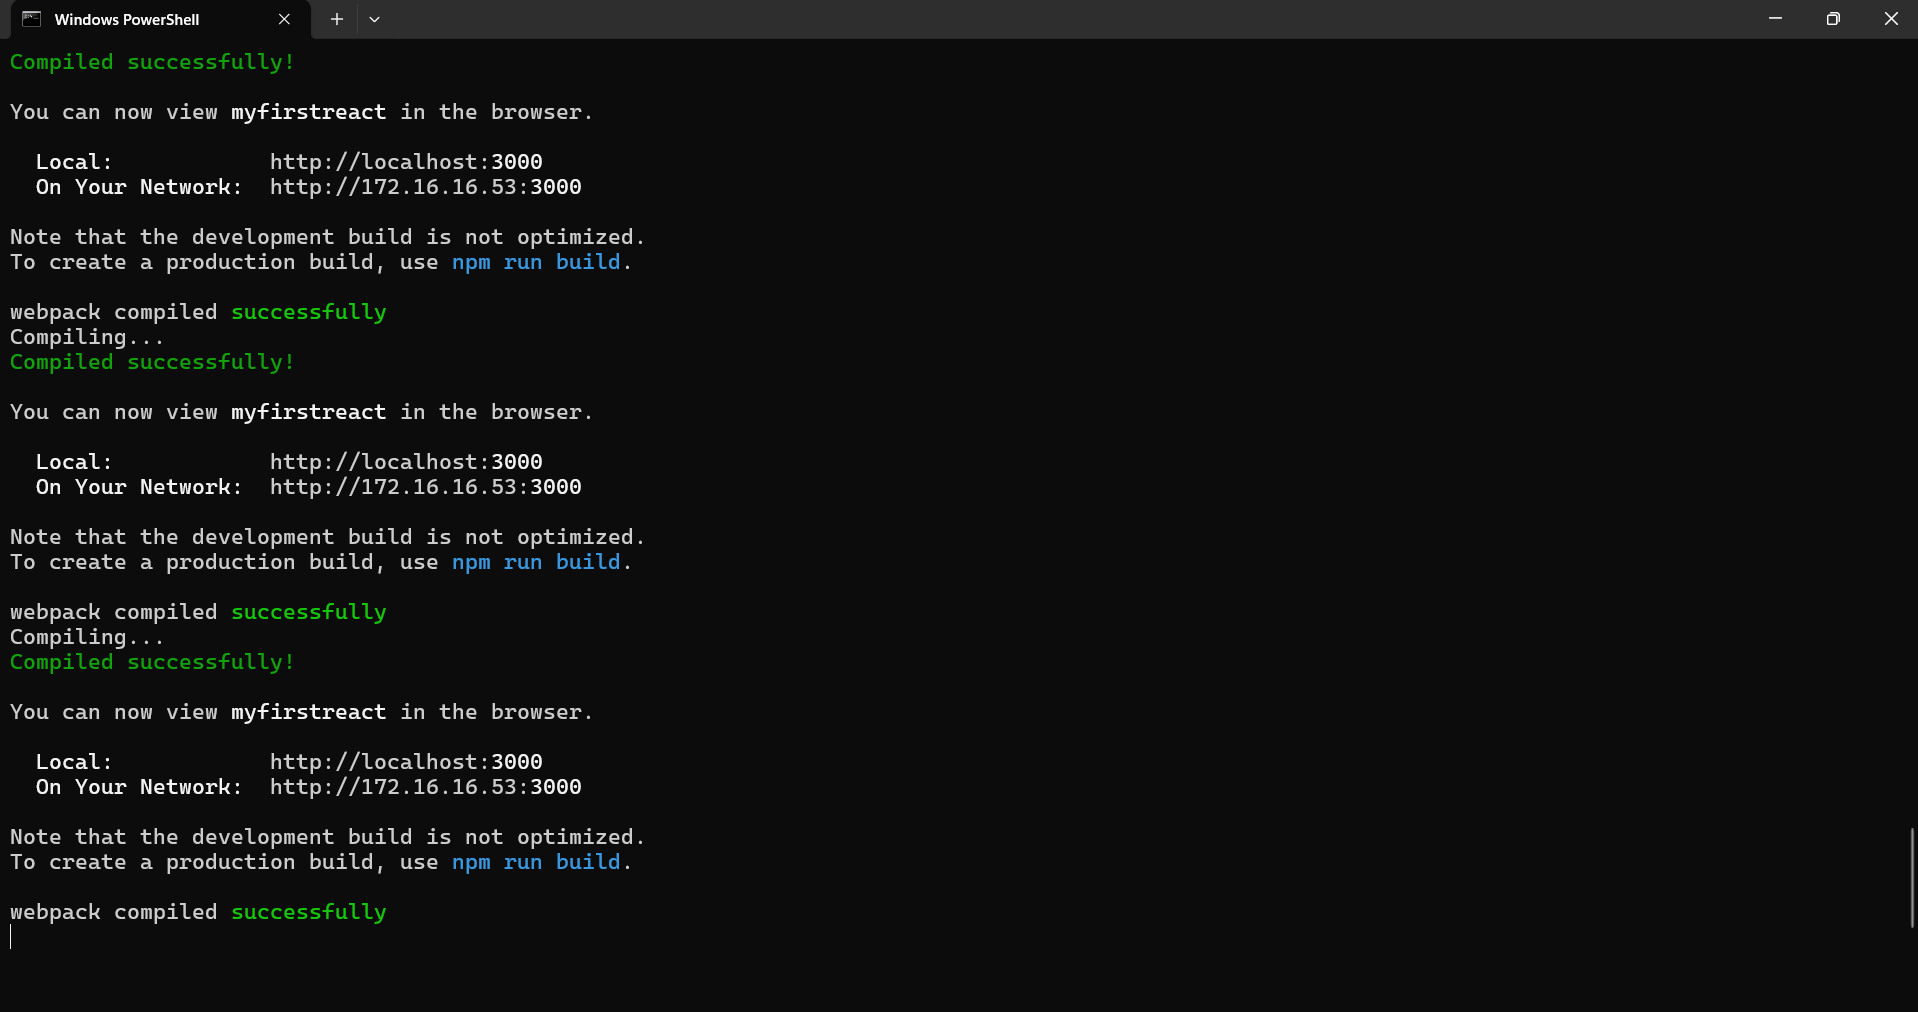 Windows PowerShell
Compiled successfully!
You can now view myfirstreact in the browser.
Local: http://localhost:3000
On Your Network: http://172.16.16.53:3000
Note that the development build is not optimized.
To create a production build, use npm run build.
webpack compiled successfully
Compiling...
Compiled successfully!
You can now view myfirstreact in the browser.
Local: http://localhost:3000
On Your Network: http://172.16.16.53:3000
Note that the development build is not optimized.
To create a production build, use npm run build.
webpack compiled successfully
Compiling...
Compiled successfully!
You can now view myfirstreact in the browser.
Local: http://localhost:3000
On Your Network: http://172.16.16.53:3000
Note that the development build is not optimized.
To create a production build, use npm run build.
webpack compiled successfully